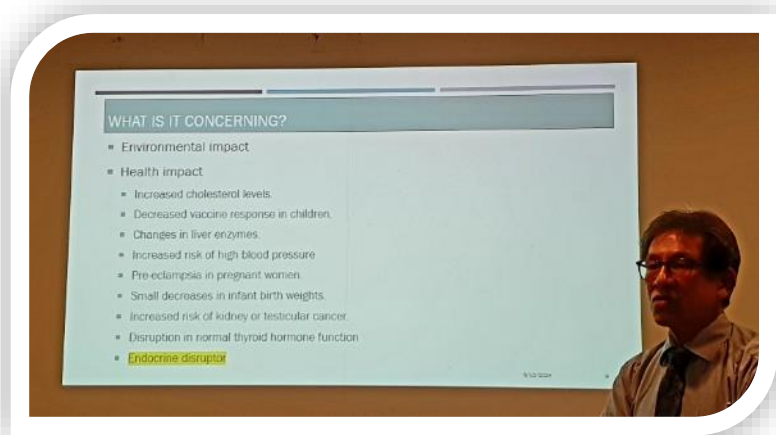 WHAT IS IT CONCERNING?
Environmental impact
Health impact
Increased cholesterol levels.
Decreased vaccine response in children.
Changes in liver enzymes.
Increased risk of high blood pressure
Pre-eclampsia in pregnant women.
Small decreases in infant birth weights.
Increased risk of kidney or testicular cancer.
Disruption in normal thyroid hormone function
Endocrine disruptor